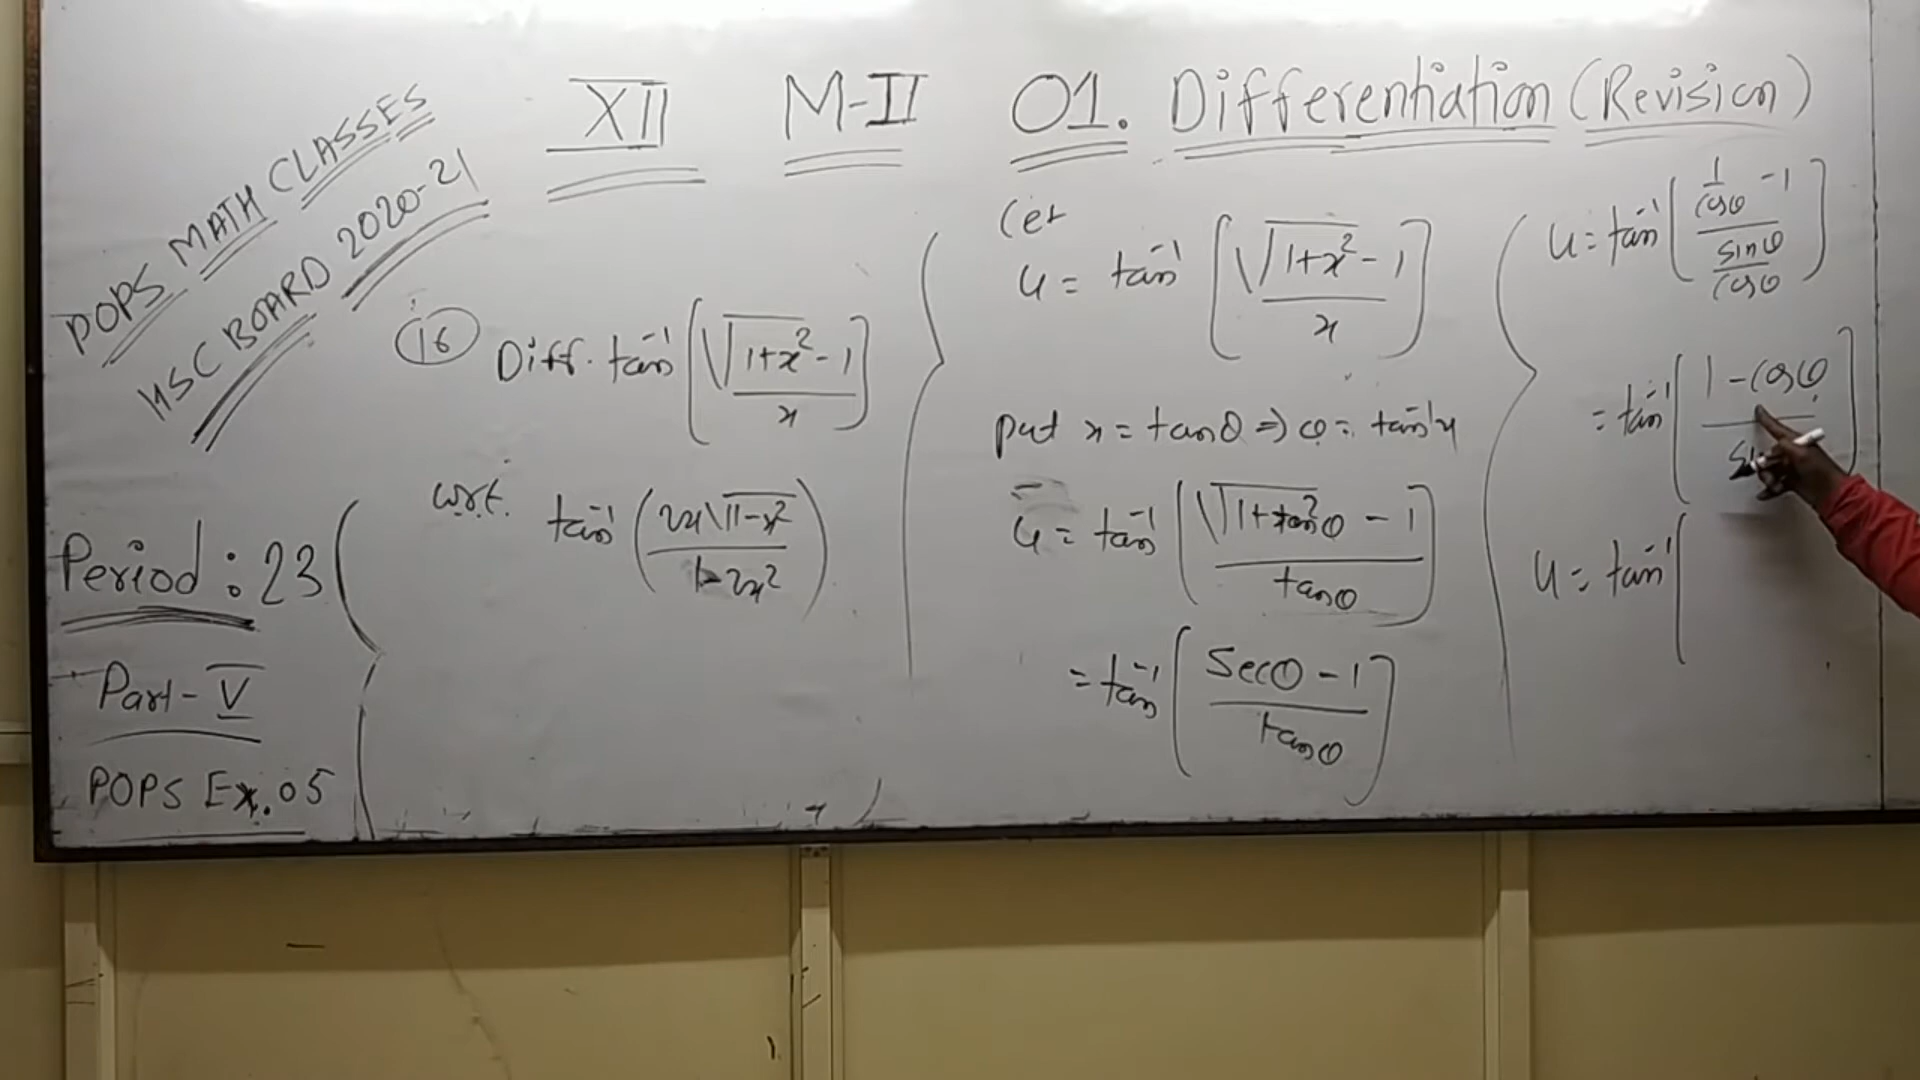 XII M-II 01. Differentiation (Revision)
POPS MATH CLASSES
HSC BOARD 2020-21
Period : 23
Part - V
POPS Ex. 05
16 Diff. tan⁻¹ [ (√(1+x²) - 1) / x ]
w.r.t. tan⁻¹ ( 2x√(1-x²) / (1-2x²) )
Let
u = tan⁻¹ [ (√(1+x²) - 1) / x ]
put x = tanθ ⇒ θ = tan⁻¹x
u = tan⁻¹ ( (√(1+tan²θ) - 1) / tanθ )
= tan⁻¹ [ (secθ - 1) / tanθ ]
u = tan⁻¹ [ (1/cosθ - 1) / (sinθ/cosθ) ]
= tan⁻¹ [ (1 - cosθ) /
u = tan⁻¹ [